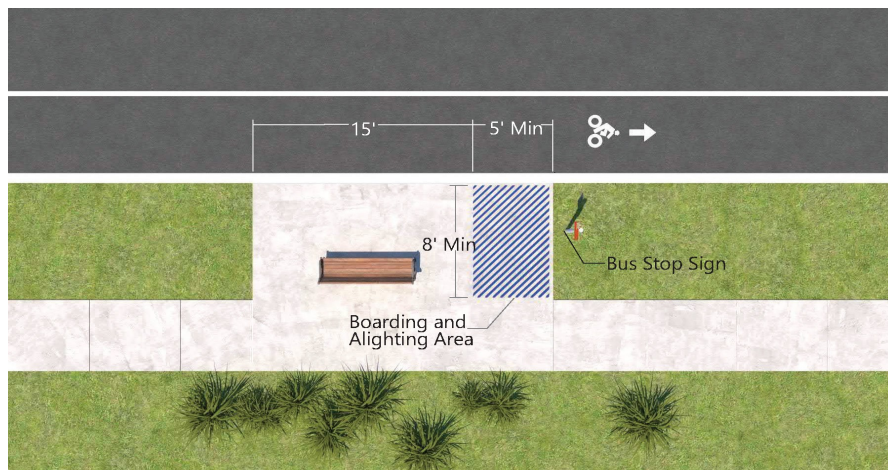 15'
5' Min
8' Min
Bus Stop Sign
Boarding and
Alighting Area